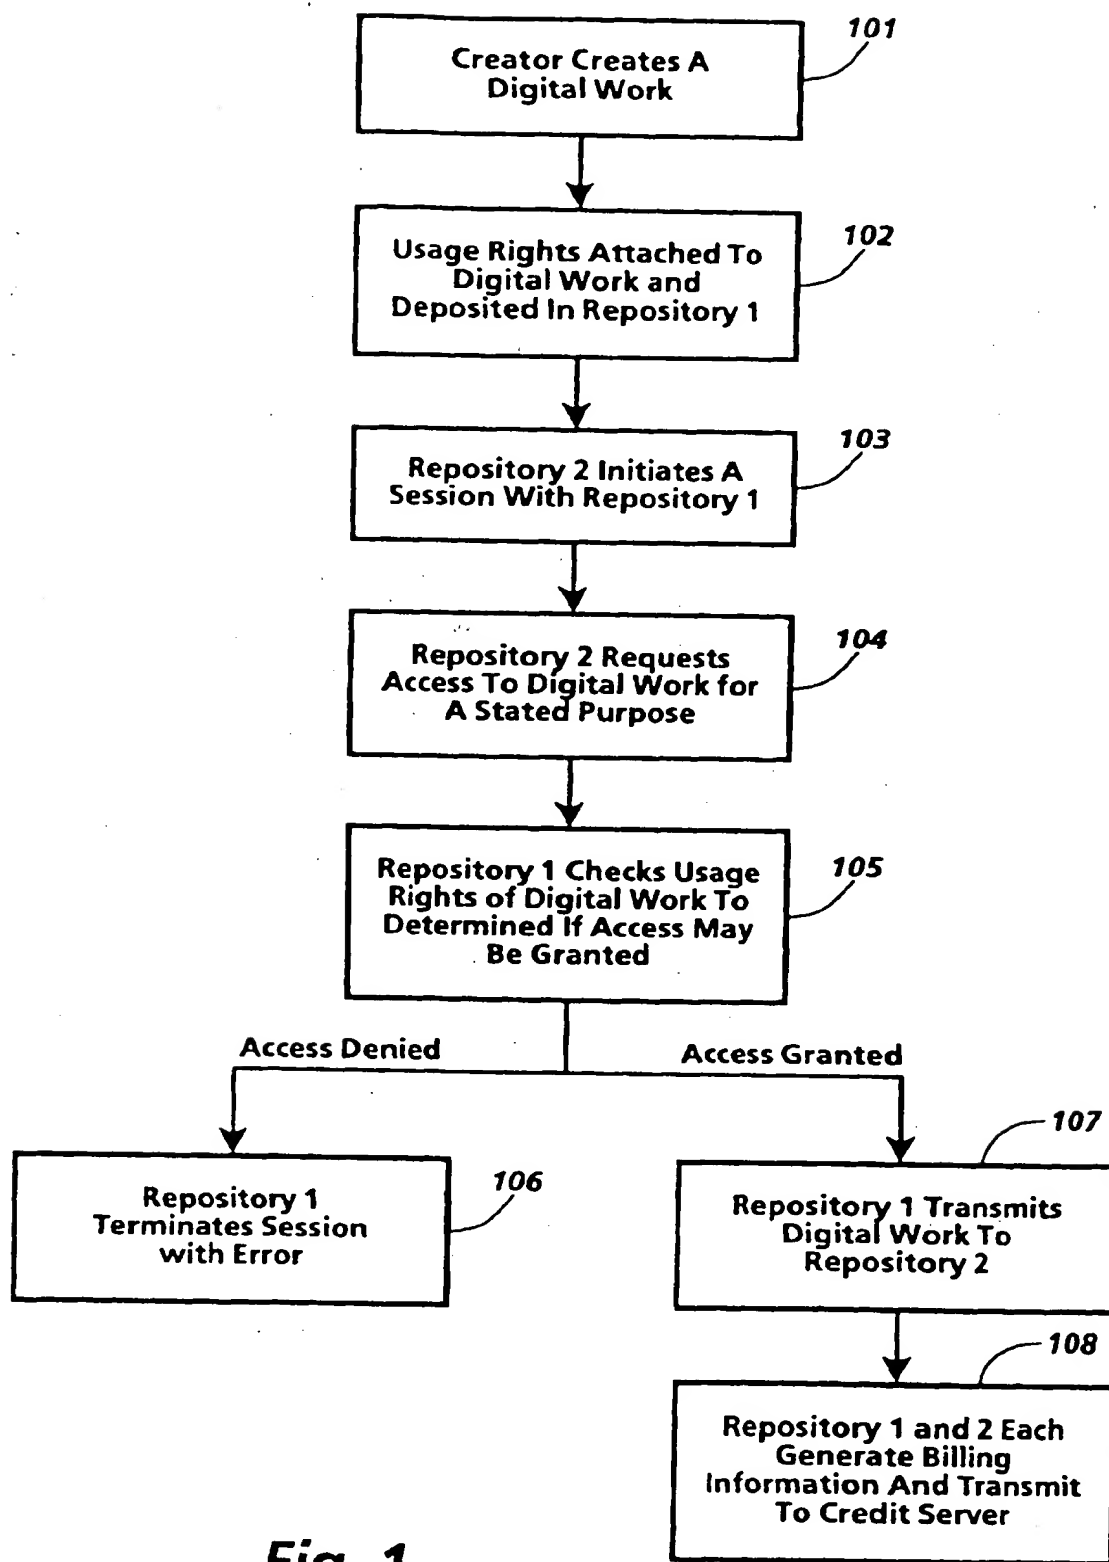 101
Creator Creates A
Digital Work
102
Usage Rights Attached To
Digital Work and
Deposited In Repository 1
103
Repository 2 Initiates A
Session With Repository 1
104
Repository 2 Requests
Access To Digital Work for
A Stated Purpose
105
Repository 1 Checks Usage
Rights of Digital Work To
Determined If Access May
Be Granted
Access Denied
Access Granted
106
Repository 1
Terminates Session
with Error
107
Repository 1 Transmits
Digital Work To
Repository 2
108
Repository 1 and 2 Each
Generate Billing
Information And Transmit
To Credit Server
Fig. 1